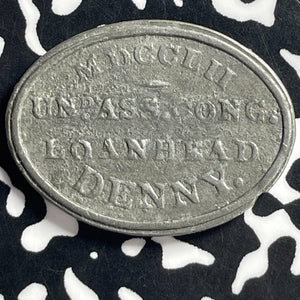 MDCCLII
UN. ASS. CONG.
LOANHEAD
DENNY.